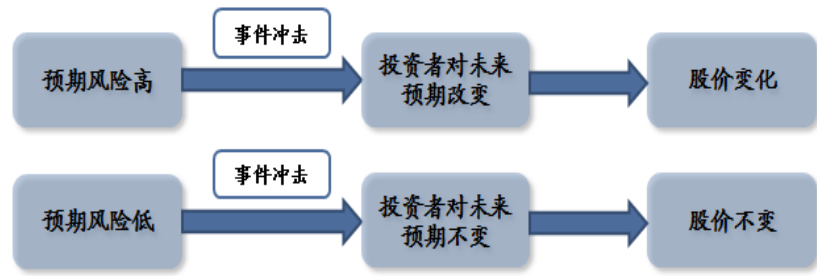 事件冲击
预期风险高
投资者对未来
预期改变
股价变化
事件冲击
预期风险低
投资者对未来
预期不变
股价不变